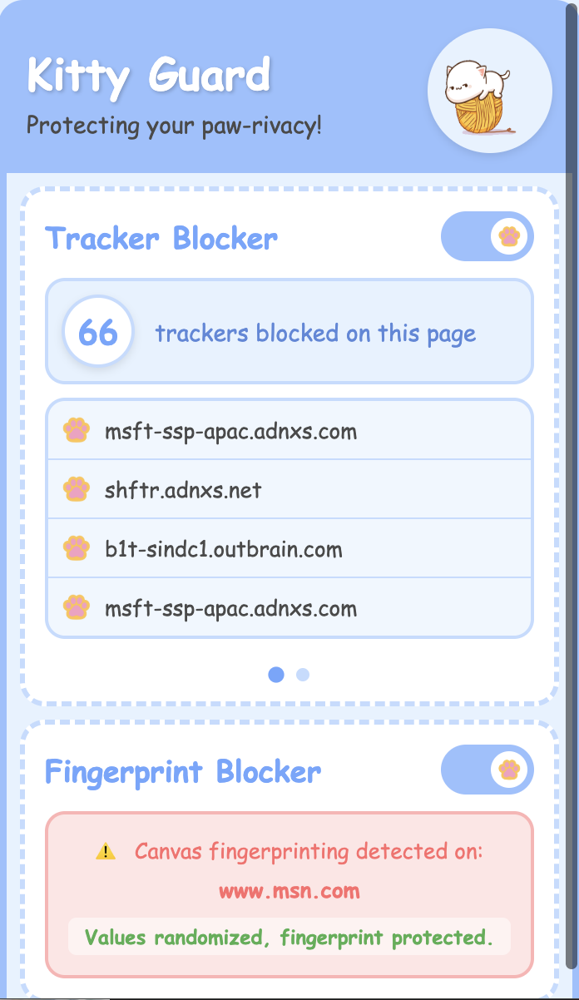 Kitty Guard
Protecting your paw-rivacy!
Tracker Blocker
66 trackers blocked on this page
msft-ssp-apac.adnxs.com
shftr.adnxs.net
b1t-sindc1.outbrain.com
msft-ssp-apac.adnxs.com
Fingerprint Blocker
Canvas fingerprinting detected on:
www.msn.com
Values randomized, fingerprint protected.